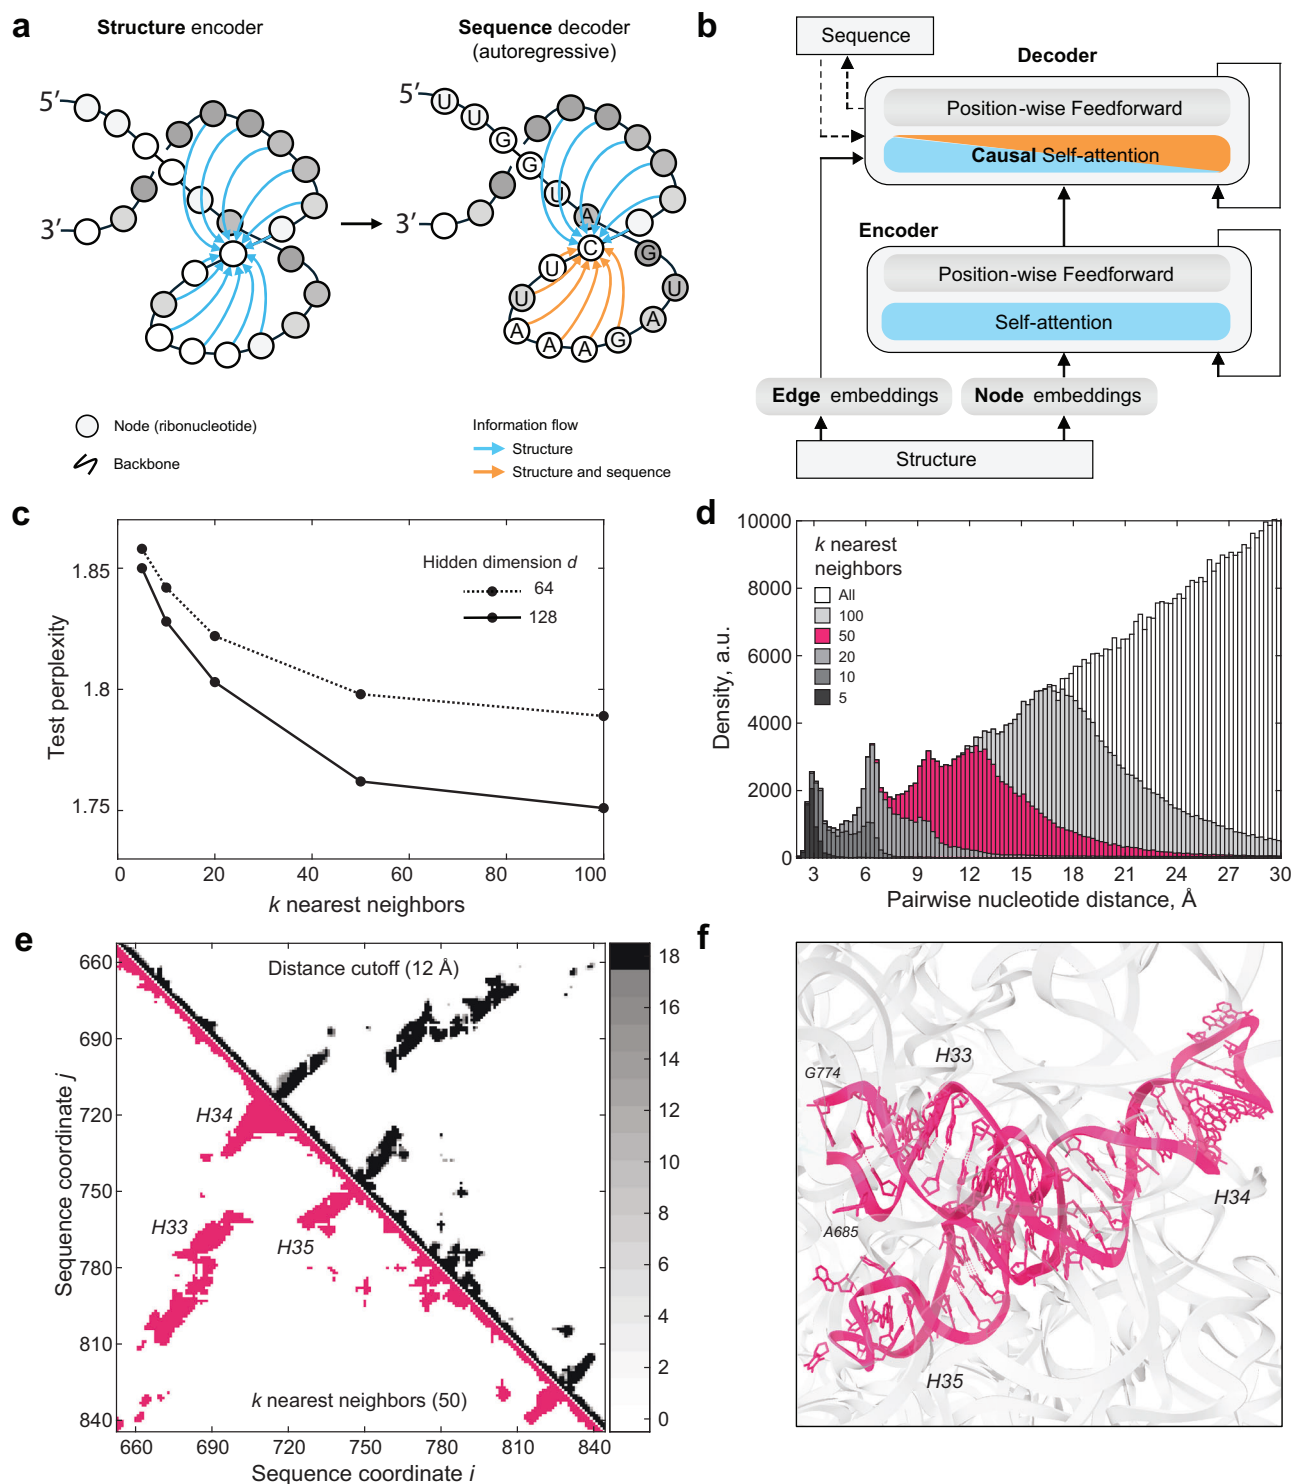 a
Structure encoder
Sequence decoder
(autoregressive)
5′
3′
5′
3′
U
U
G
G
U
A
C
G
U
A
G
A
A
A
U
U
Node (ribonucleotide)
Backbone
Information flow
Structure
Structure and sequence
b
Sequence
Decoder
Position-wise Feedforward
Causal Self-attention
Encoder
Position-wise Feedforward
Self-attention
Edge embeddings
Node embeddings
Structure
c
Test perplexity
1.85
1.8
1.75
Hidden dimension d
64
128
0 20 40 60 80 100
k nearest neighbors
d
Density, a.u.
10000
8000
6000
4000
2000
0
k nearest
neighbors
All
100
50
20
10
5
3 6 9 12 15 18 21 24 27 30
Pairwise nucleotide distance, Å
e
Sequence coordinate j
660
690
720
750
780
810
840
Distance cutoff (12 Å)
H34
H33
H35
k nearest neighbors (50)
660 690 720 750 780 810 840
Sequence coordinate i
18
16
14
12
10
8
6
4
2
0
f
H33
G774
A685
H34
H35